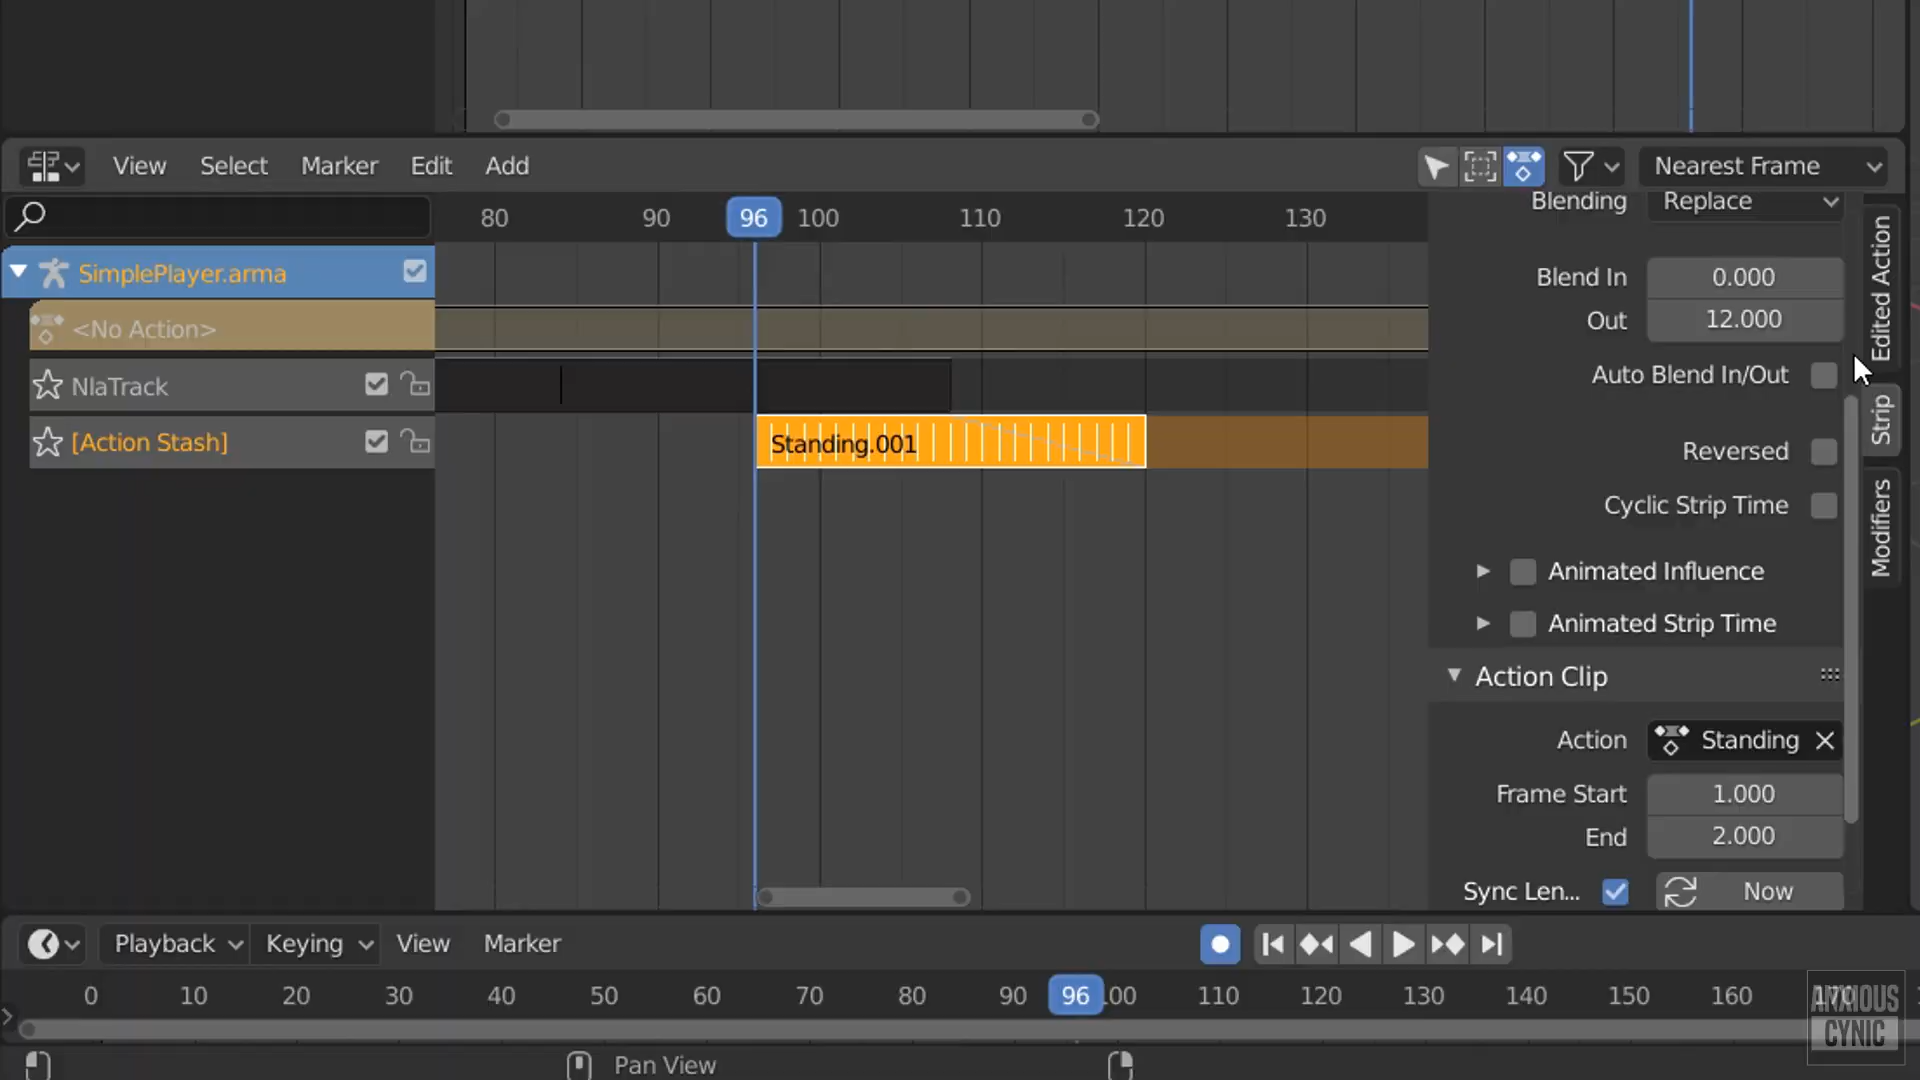 View Select Marker Edit Add Nearest Frame
Blending Replace
80 90 96 100 110 120 130
SimplePlayer.arma
Blend In 0.000
<No Action>
Out 12.000
Auto Blend In/Out
NlaTrack
[Action Stash]
Standing.001
Reversed
Cyclic Strip Time
Animated Influence
Animated Strip Time
Action Clip
Action Standing
Frame Start 1.000
End 2.000
Sync Len... Now
Edited Action
Strip
Modifiers
Playback Keying View Marker
0 10 20 30 40 50 60 70 80 90 96 100 110 120 130 140 150 160 170
ANXIOUS
CYNIC
Pan View